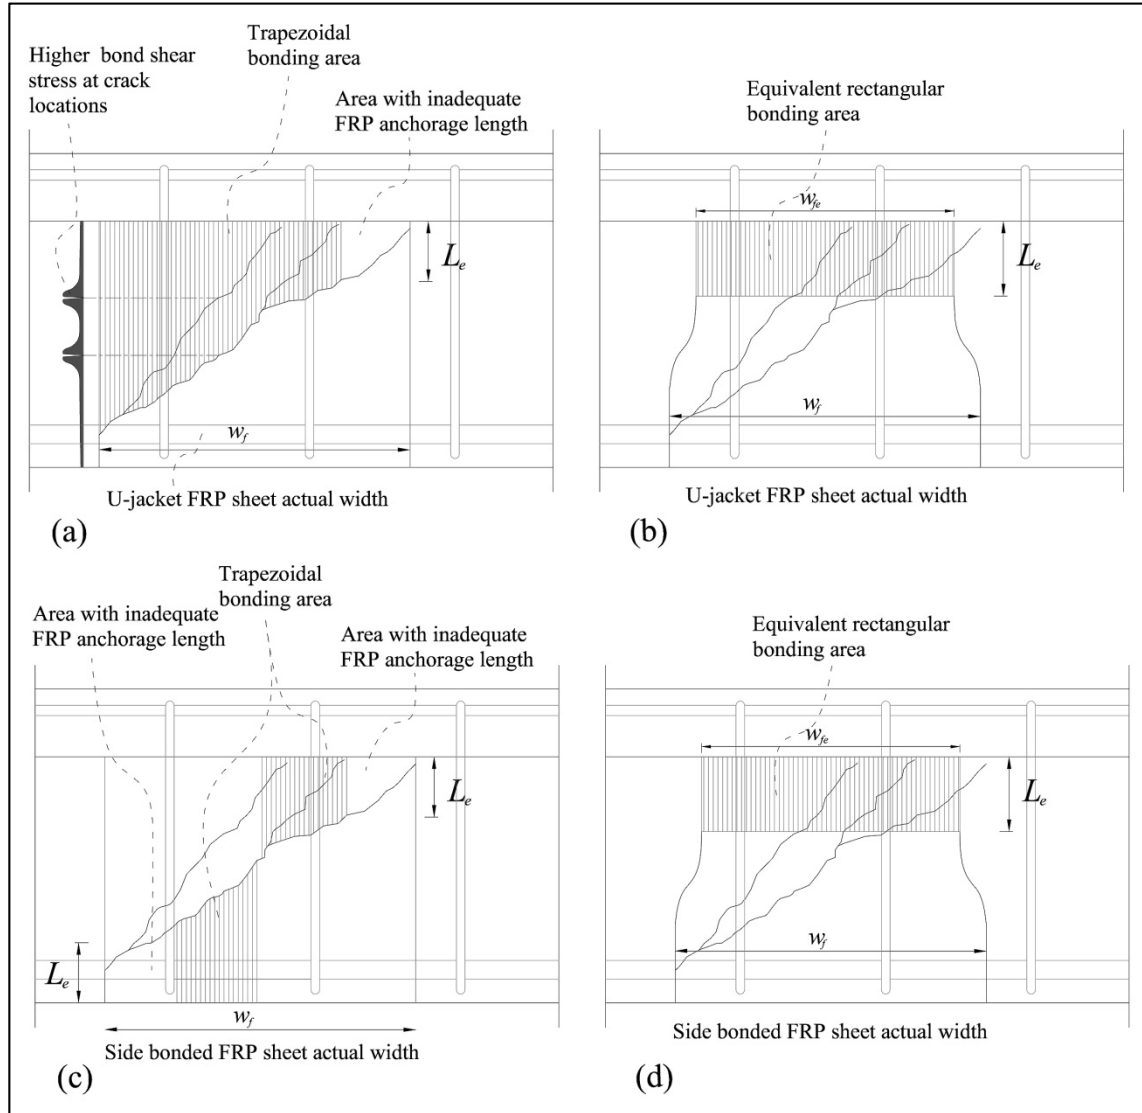 Higher bond shear
stress at crack
locations
Trapezoidal
bonding area
Area with inadequate
FRP anchorage length
L_e
w_f
U-jacket FRP sheet actual width
(a)
Equivalent rectangular
bonding area
w_fe
L_e
w_f
U-jacket FRP sheet actual width
(b)
Area with inadequate
FRP anchorage length
Trapezoidal
bonding area
Area with inadequate
FRP anchorage length
L_e
L_e
w_f
Side bonded FRP sheet actual width
(c)
Equivalent rectangular
bonding area
w_fe
L_e
w_f
Side bonded FRP sheet actual width
(d)